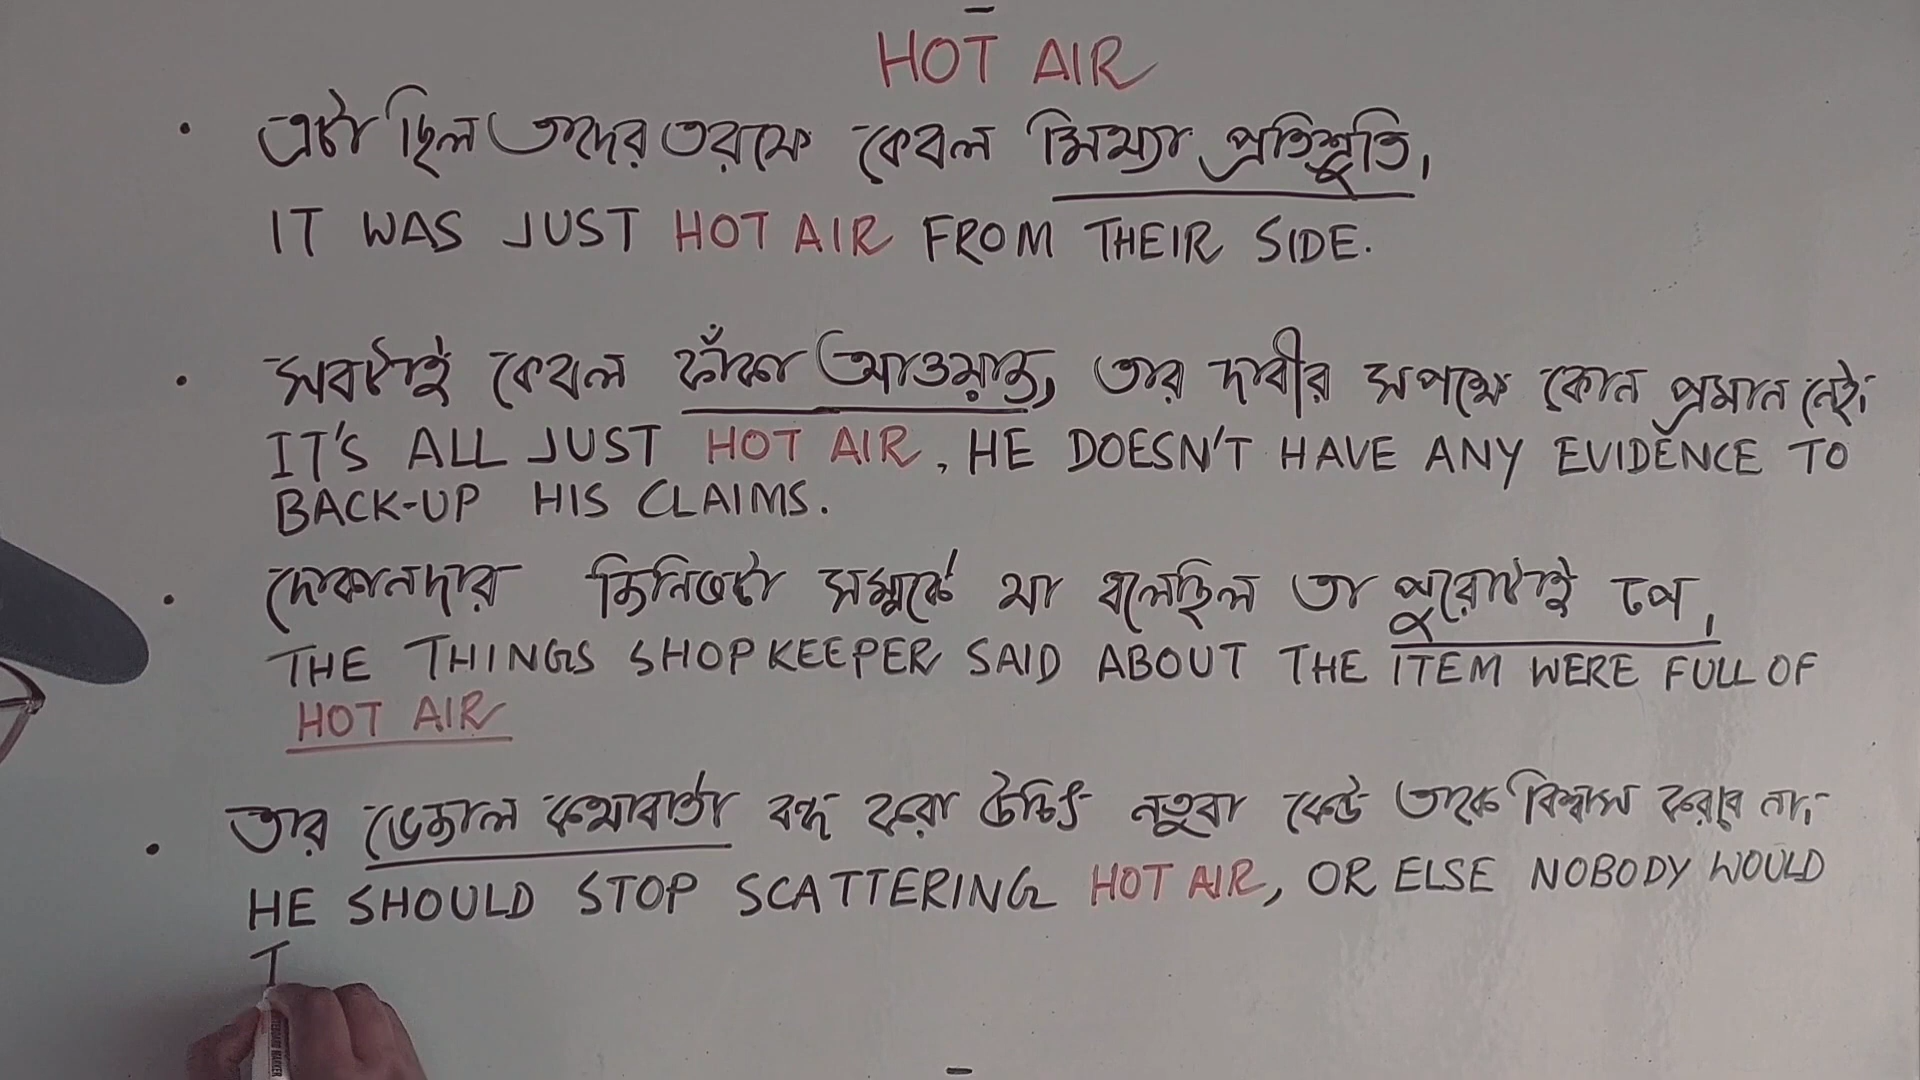 HOT AIR
• এটা ছিল তাদের তরফে কেবল মিথ্যা প্রতিশ্রুতি।
IT WAS JUST HOT AIR FROM THEIR SIDE.
• সবটাই কেবল ফাঁকা আওয়াজ, তার দাবীর সপক্ষে কোন প্রমান নেই।
IT'S ALL JUST HOT AIR, HE DOESN'T HAVE ANY EVIDENCE TO
BACK-UP HIS CLAIMS.
• দোকানদার জিনিষটা সম্পর্কে যা বলেছিল তা পুরোটাই ঢপ।
THE THINGS SHOPKEEPER SAID ABOUT THE ITEM WERE FULL OF
HOT AIR
• তার ভেজাল কথাবার্তা বন্ধ করা উচিৎ নতুবা কেউ তাকে বিশ্বাস করবে না।
HE SHOULD STOP SCATTERING HOT AIR, OR ELSE NOBODY WOULD
T